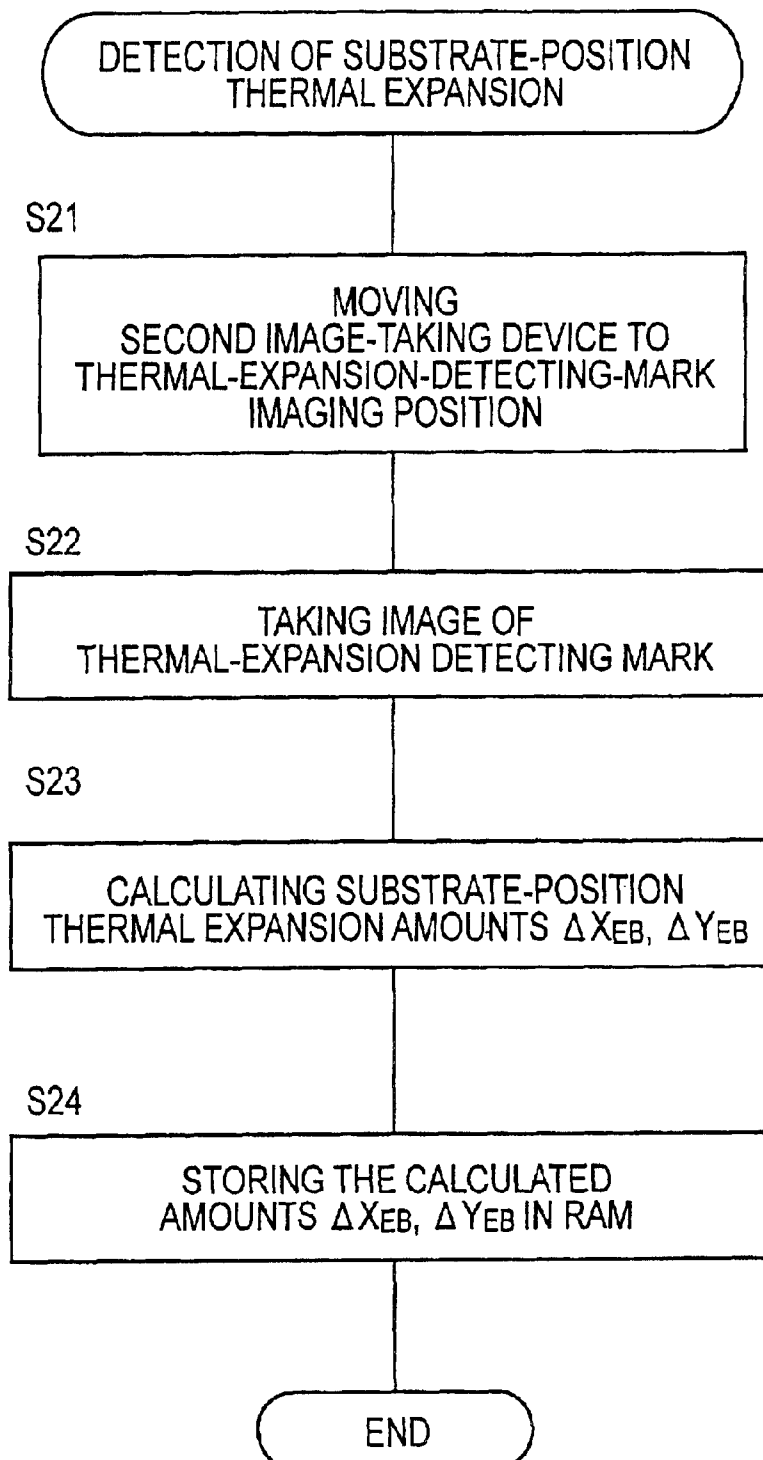 DETECTION OF SUBSTRATE-POSITION
THERMAL EXPANSION
S21
MOVING
SECOND IMAGE-TAKING DEVICE TO
THERMAL-EXPANSION-DETECTING-MARK
IMAGING POSITION
S22
TAKING IMAGE OF
THERMAL-EXPANSION DETECTING MARK
S23
CALCULATING SUBSTRATE-POSITION
THERMAL EXPANSION AMOUNTS ΔXEB, ΔYEB
S24
STORING THE CALCULATED
AMOUNTS ΔXEB, ΔYEB IN RAM
END